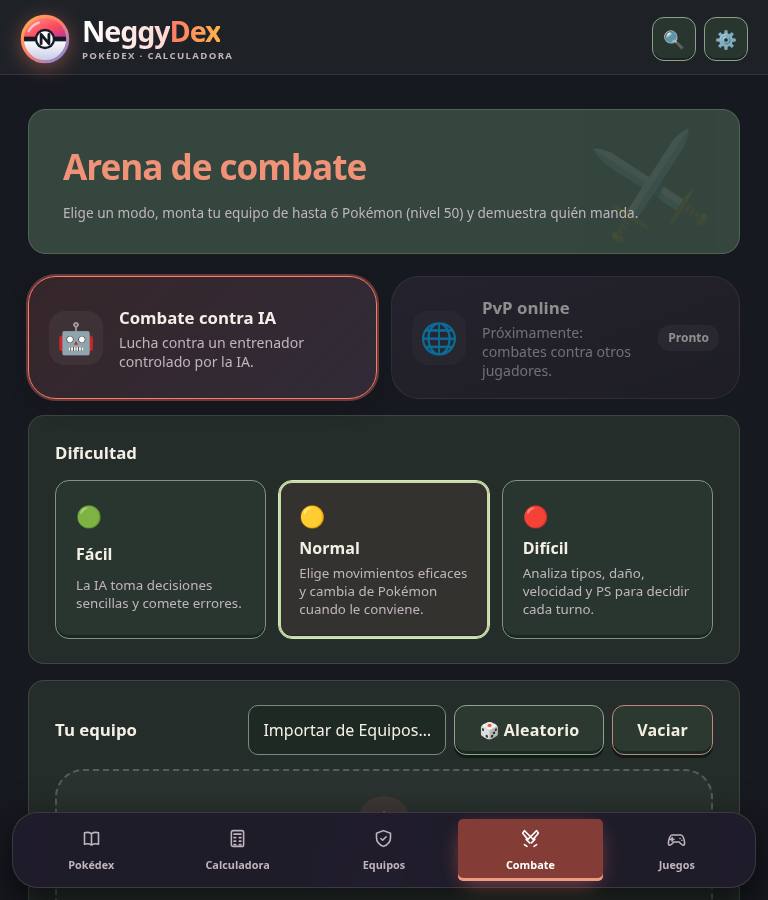 NeggyDex
POKÉDEX · CALCULADORA
Arena de combate
Elige un modo, monta tu equipo de hasta 6 Pokémon (nivel 50) y demuestra quién manda.
Combate contra IA
Lucha contra un entrenador
controlado por la IA.
PvP online
Próximamente:
combates contra otros
jugadores.
Pronto
Dificultad
Fácil
La IA toma decisiones
sencillas y comete errores.
Normal
Elige movimientos eficaces
y cambia de Pokémon
cuando le conviene.
Difícil
Analiza tipos, daño,
velocidad y PS para decidir
cada turno.
Tu equipo
Importar de Equipos...
Aleatorio
Vaciar
Pokédex
Calculadora
Equipos
Combate
Juegos